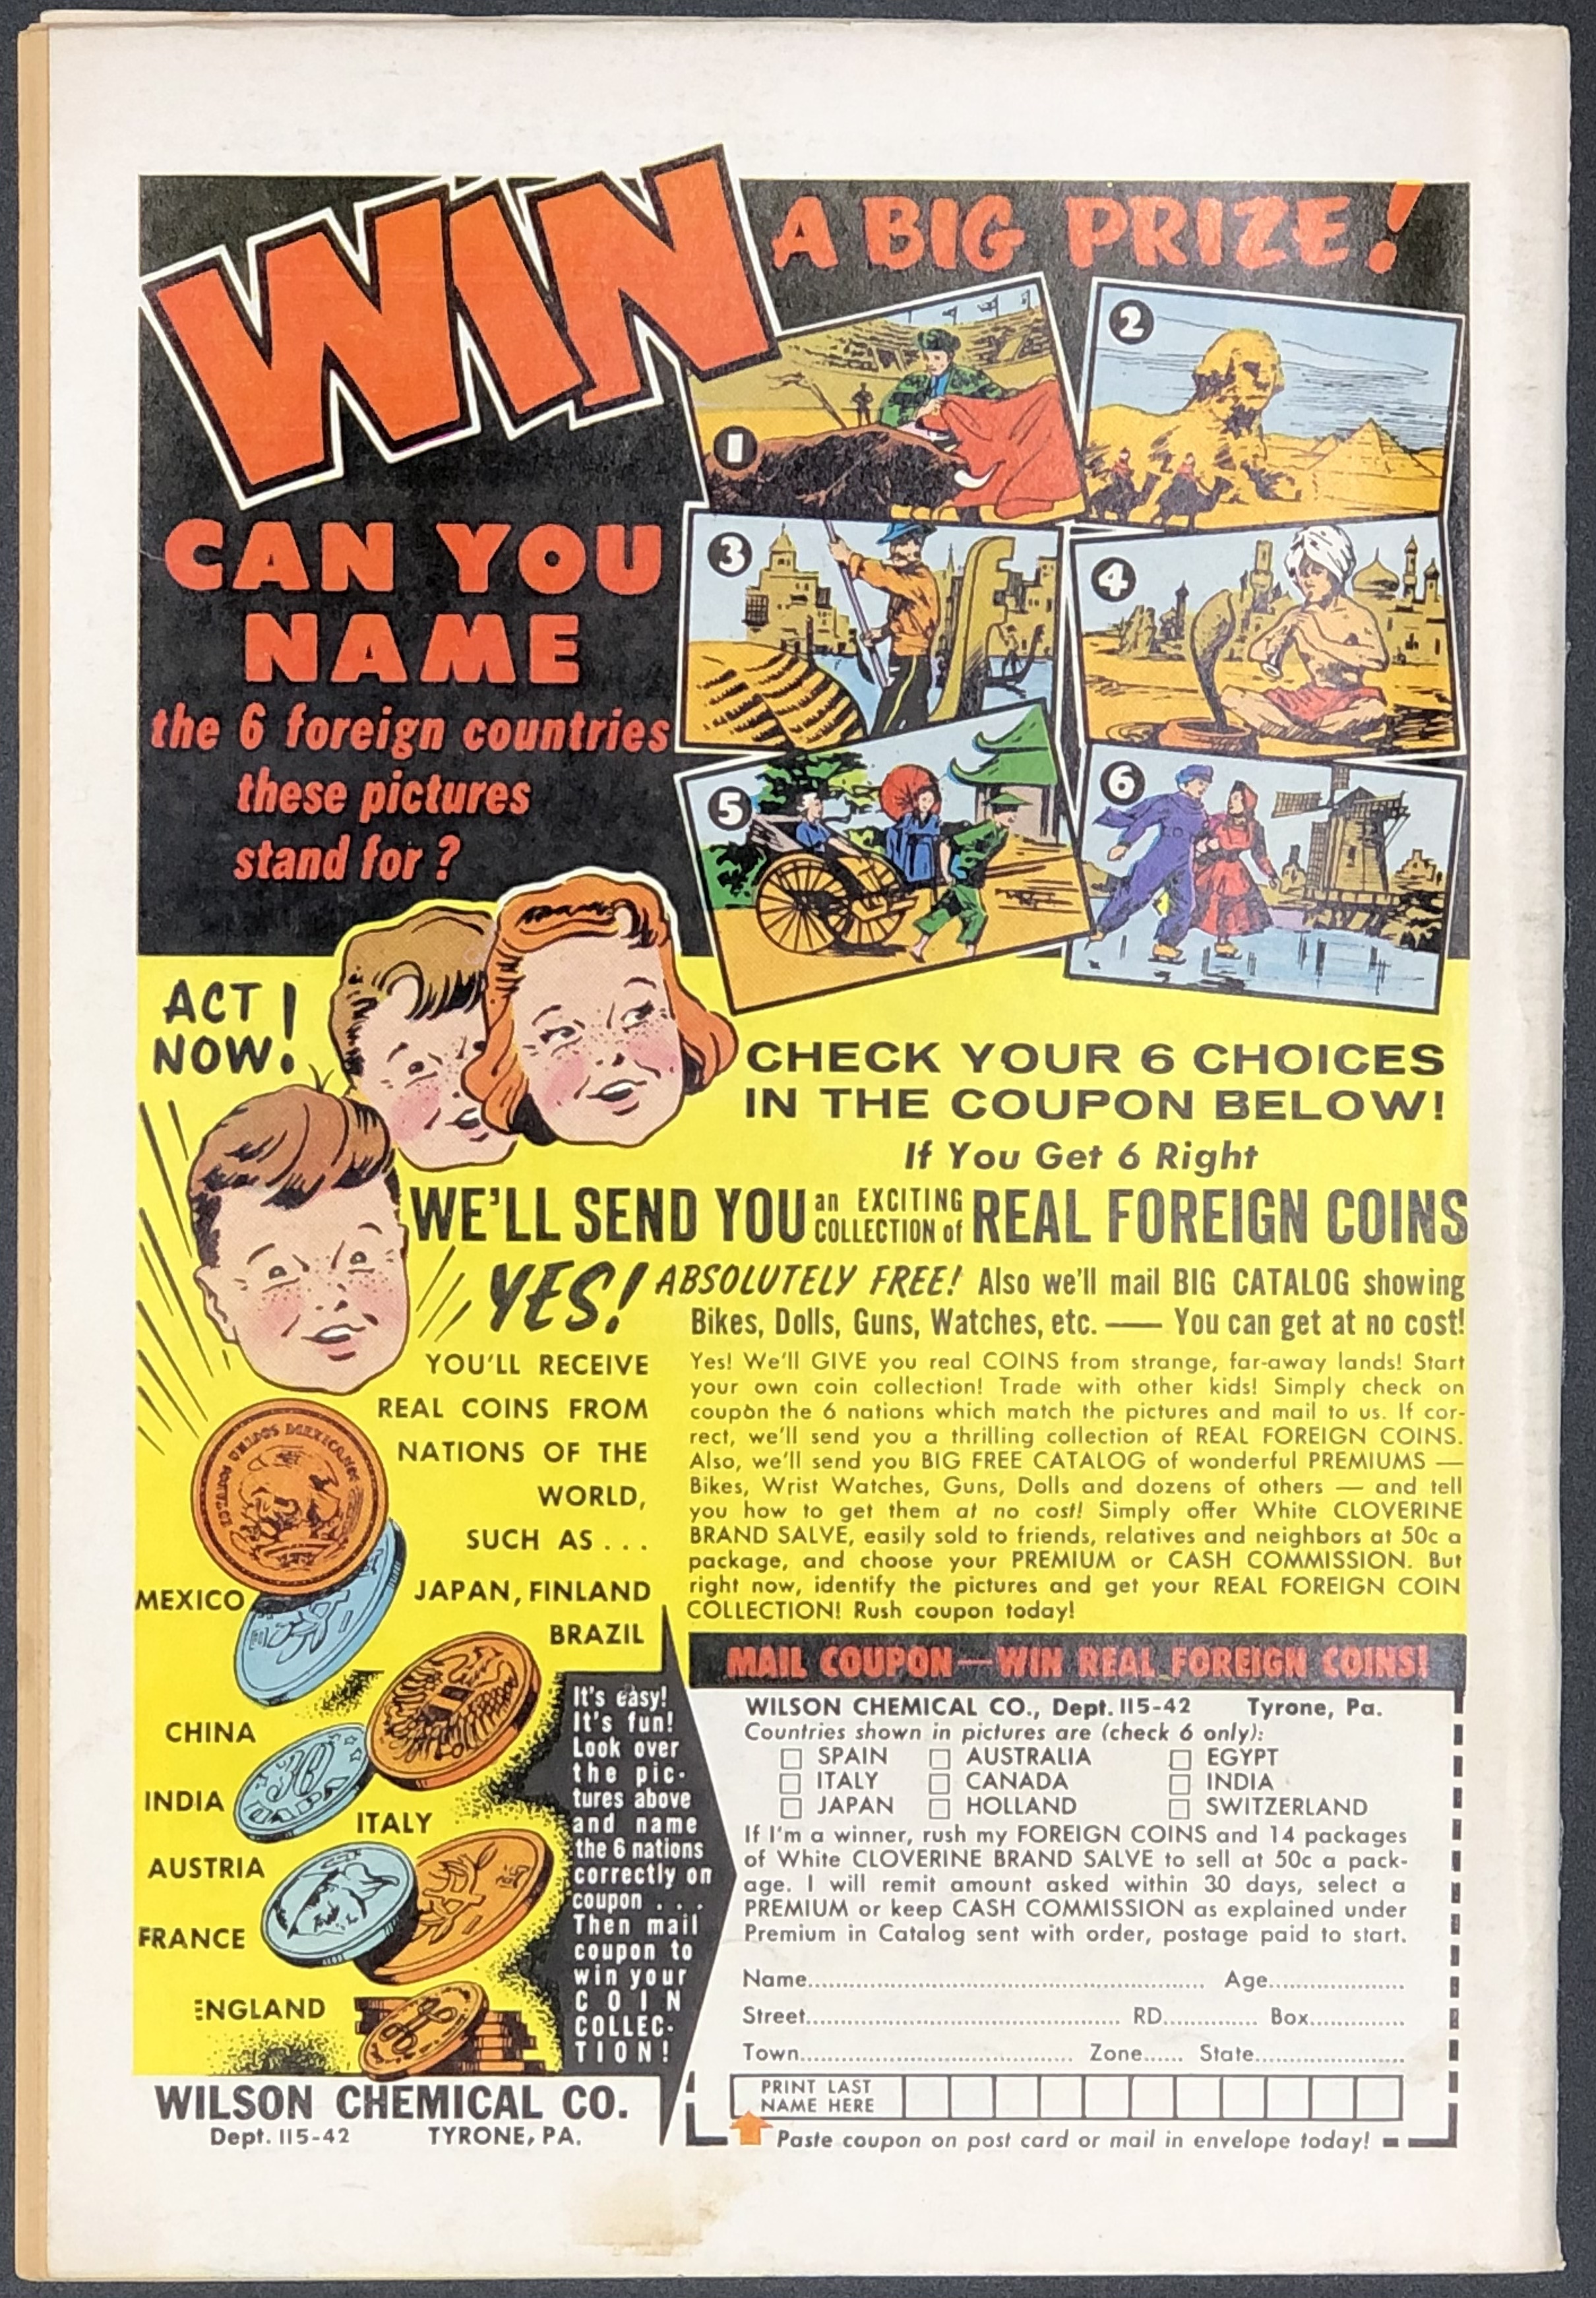 WIN
A BIG PRIZE!
1
2
3
4
5
6
CAN YOU
NAME
the 6 foreign countries
these pictures
stand for?
ACT
NOW!
CHECK YOUR 6 CHOICES
IN THE COUPON BELOW!
If You Get 6 Right
WE'LL SEND YOU an EXCITING COLLECTION of REAL FOREIGN COINS
YES! ABSOLUTELY FREE! Also we'll mail BIG CATALOG showing
Bikes, Dolls, Guns, Watches, etc. — You can get at no cost!
YOU'LL RECEIVE
REAL COINS FROM
NATIONS OF THE
WORLD,
SUCH AS...
JAPAN, FINLAND
BRAZIL
ESTADOS UNIDOS MEXICANOS
MEXICO
CHINA
INDIA
ITALY
AUSTRIA
FRANCE
ENGLAND
Yes! We'll GIVE you real COINS from strange, far-away lands! Start
your own coin collection! Trade with other kids! Simply check on
coupon the 6 nations which match the pictures and mail to us. If cor-
rect, we'll send you a thrilling collection of REAL FOREIGN COINS.
Also, we'll send you BIG FREE CATALOG of wonderful PREMIUMS —
Bikes, Wrist Watches, Guns, Dolls and dozens of others — and tell
you how to get them at no cost! Simply offer White CLOVERINE
BRAND SALVE, easily sold to friends, relatives and neighbors at 50c a
package, and choose your PREMIUM or CASH COMMISSION. But
right now, identify the pictures and get your REAL FOREIGN COIN
COLLECTION! Rush coupon today!
It's easy!
It's fun!
Look over
the pic-
tures above
and name
the 6 nations
correctly on
coupon . . .
Then mail
coupon to
win your
COIN
COLLEC-
TION!
MAIL COUPON—WIN REAL FOREIGN COINS!
WILSON CHEMICAL CO., Dept. 115-42 Tyrone, Pa.
Countries shown in pictures are (check 6 only):
□ SPAIN □ AUSTRALIA □ EGYPT
□ ITALY □ CANADA □ INDIA
□ JAPAN □ HOLLAND □ SWITZERLAND
If I'm a winner, rush my FOREIGN COINS and 14 packages
of White CLOVERINE BRAND SALVE to sell at 50c a pack-
age. I will remit amount asked within 30 days, select a
PREMIUM or keep CASH COMMISSION as explained under
Premium in Catalog sent with order, postage paid to start.
Name........ Age........
Street........ RD........ Box........
Town........ Zone...... State........
PRINT LAST
NAME HERE
Paste coupon on post card or mail in envelope today!
WILSON CHEMICAL CO.
Dept. 115-42 TYRONE, PA.